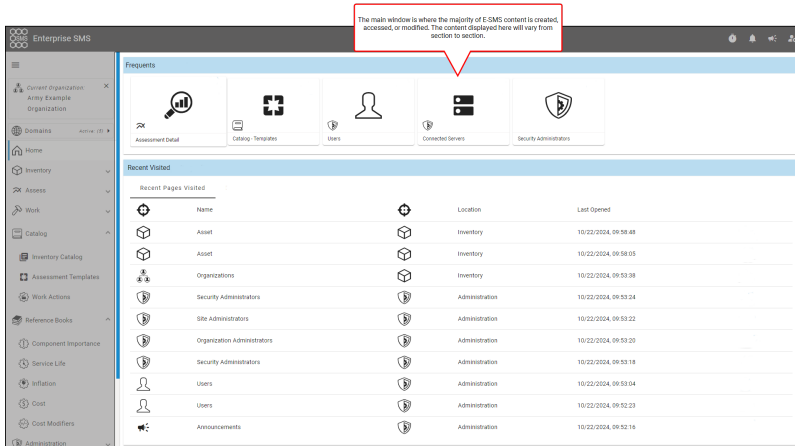 The main window is where the majority of E-SMS content is created,
accessed, or modified. The content displayed here will vary from
section to section.
SMS
Enterprise SMS
Current Organization
Army Example
Organization
Domains
Active (9)
Home
Inventory
Assess
Work
Catalog
Inventory Catalog
Assessment Templates
Work Actions
Reference Books
Component Importance
Service Life
Inflation
Cost
Cost Modifiers
Administration
Frequents
Assessment Detail
Catalog - Templates
Users
Connected Servers
Security Administrators
Recent Visited
Recent Pages Visited
Name Location Last Opened
Asset Inventory 10/22/2024, 09:58:48
Asset Inventory 10/22/2024, 09:58:05
Organizations Inventory 10/22/2024, 09:53:38
Security Administrators Administration 10/22/2024, 09:53:24
Site Administrators Administration 10/22/2024, 09:53:22
Organization Administrators Administration 10/22/2024, 09:53:20
Security Administrators Administration 10/22/2024, 09:53:18
Users Administration 10/22/2024, 09:53:04
Users Administration 10/22/2024, 09:52:23
Announcements Administration 10/22/2024, 09:52:16